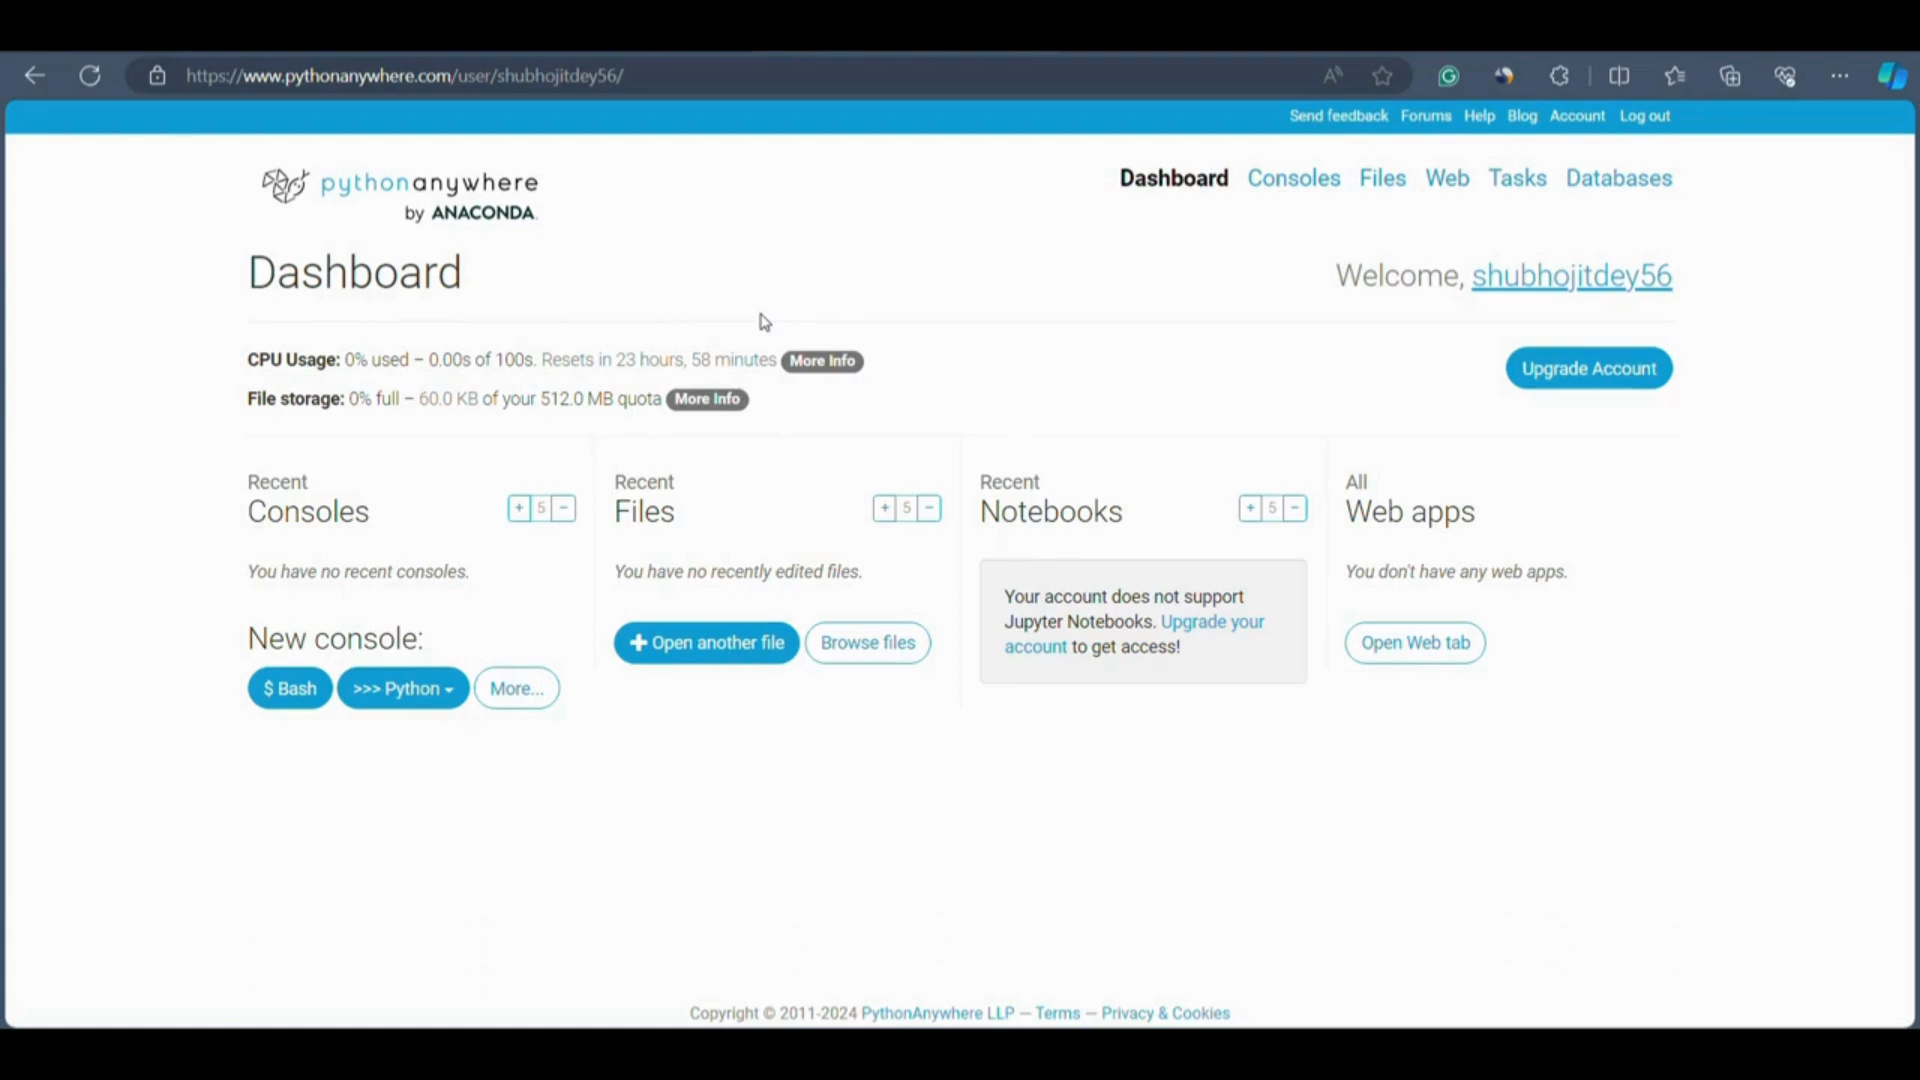 https://www.pythonanywhere.com/user/shubhojitdey56/
Send feedback Forums Help Blog Account Log out
pythonanywhere
by ANACONDA.
Dashboard Consoles Files Web Tasks Databases
Dashboard
Welcome, shubhojitdey56
CPU Usage: 0% used – 0.00s of 100s. Resets in 23 hours, 58 minutes More Info
Upgrade Account
File storage: 0% full – 60.0 KB of your 512.0 MB quota More Info
Recent
Consoles
+ 5 −
You have no recent consoles.
New console:
$ Bash >>> Python More...
Recent
Files
+ 5 −
You have no recently edited files.
+ Open another file Browse files
Recent
Notebooks
+ 5 −
Your account does not support
Jupyter Notebooks. Upgrade your
account to get access!
All
Web apps
You don't have any web apps.
Open Web tab
Copyright © 2011-2024 PythonAnywhere LLP — Terms — Privacy & Cookies